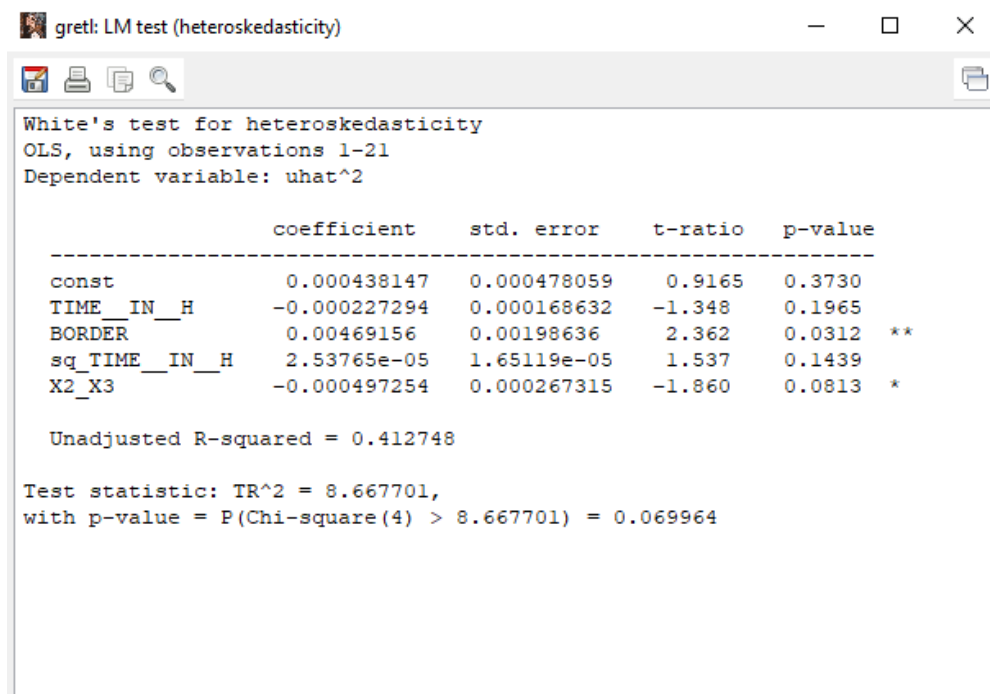 gretl: LM test (heteroskedasticity)
White's test for heteroskedasticity
OLS, using observations 1-21
Dependent variable: uhat^2
coefficient std. error t-ratio p-value
---------------------------------------------------------------
const 0.000438147 0.000478059 0.9165 0.3730
TIME__IN__H -0.000227294 0.000168632 -1.348 0.1965
BORDER 0.00469156 0.00198636 2.362 0.0312 **
sq_TIME__IN__H 2.53765e-05 1.65119e-05 1.537 0.1439
X2_X3 -0.000497254 0.000267315 -1.860 0.0813 *
Unadjusted R-squared = 0.412748
Test statistic: TR^2 = 8.667701,
with p-value = P(Chi-square(4) > 8.667701) = 0.069964